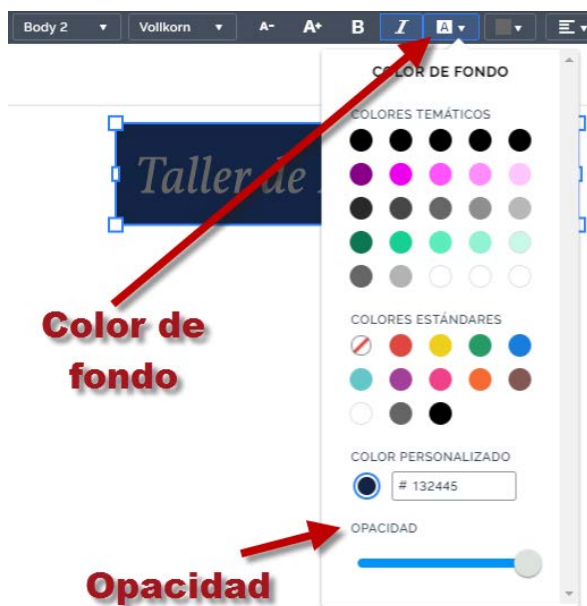 Body 2 Vollkorn A- A+ B I A
COLOR DE FONDO
COLORES TEMÁTICOS
Taller de
Color de
fondo
COLORES ESTÁNDARES
COLOR PERSONALIZADO
# 132445
OPACIDAD
Opacidad